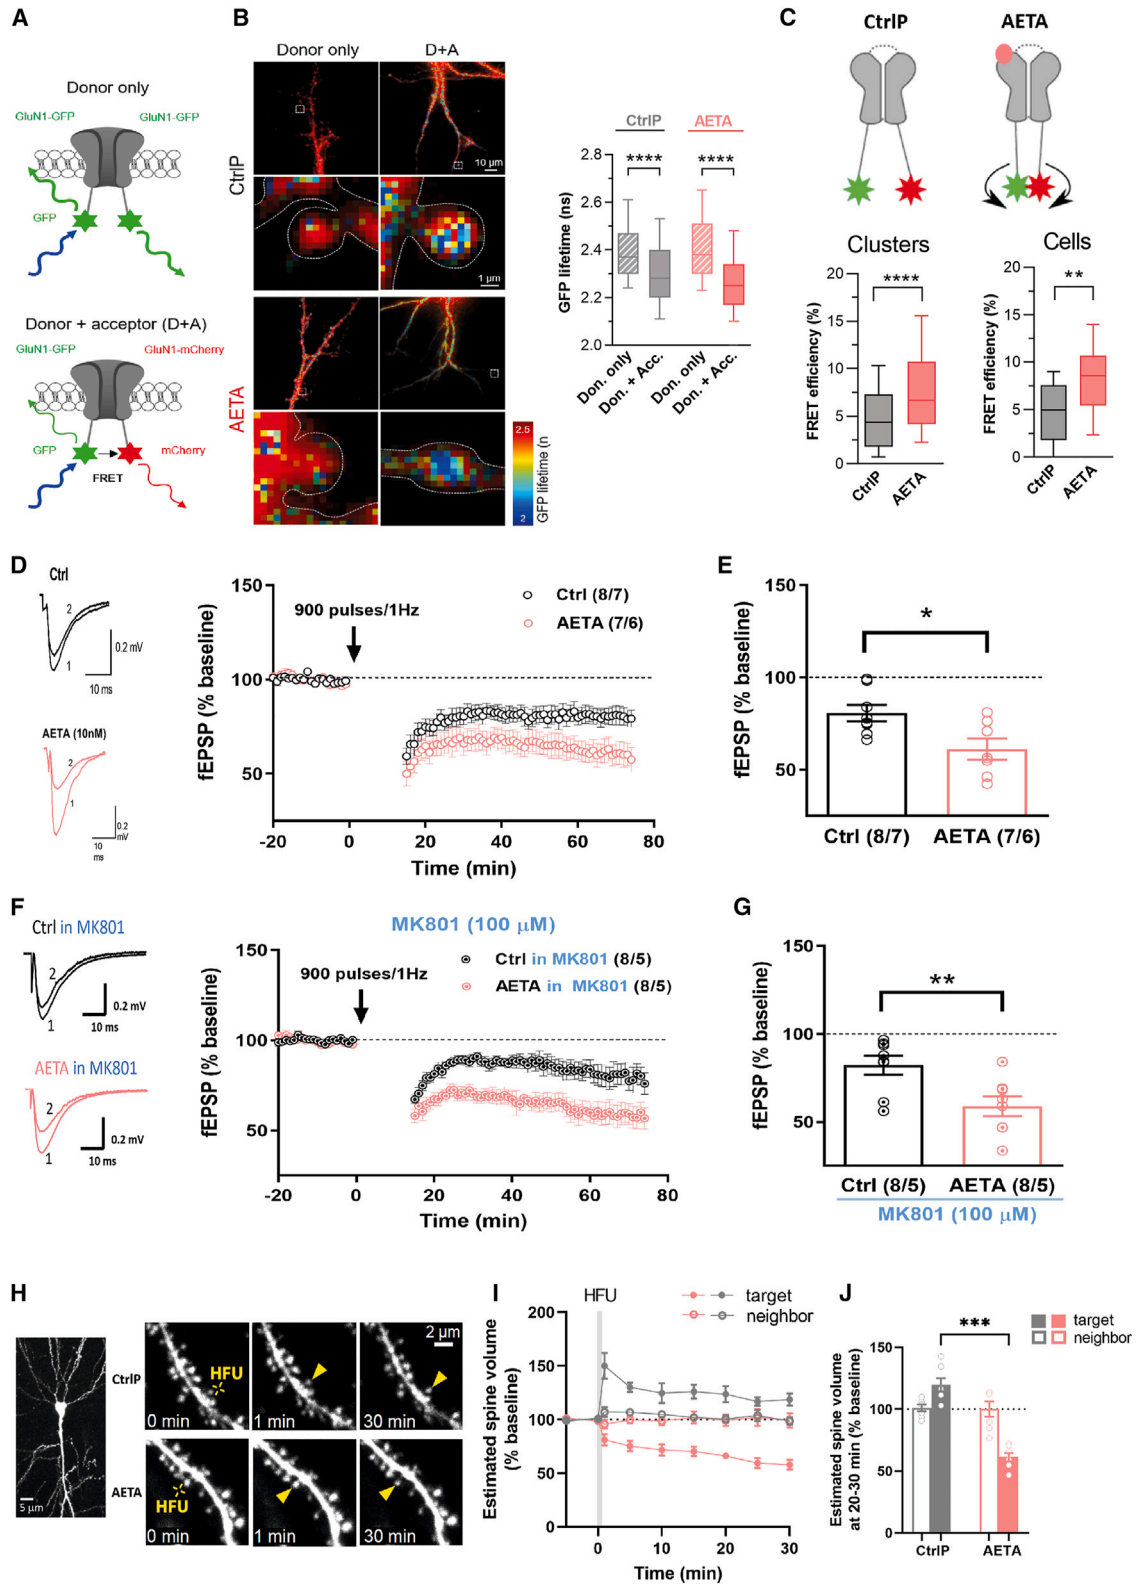 A
Donor only
GluN1-GFP
GluN1-GFP
GFP
Donor + acceptor (D+A)
GluN1-GFP
GluN1-mCherry
GFP
mCherry
FRET
B
Donor only
D+A
CtrlP
AETA
10 µm
1 µm
2.5
2
GFP lifetime (n
CtrlP
AETA
****
****
GFP lifetime (ns)
2.8
2.6
2.4
2.2
2.0
Don. only
Don. + Acc.
Don. only
Don. + Acc.
C
CtrlP
AETA
Clusters
****
FRET efficiency (%)
20
15
10
5
0
CtrlP
AETA
Cells
**
FRET efficiency (%)
20
15
10
5
0
CtrlP
AETA
D
Ctrl
2
1
0.2 mV
10 ms
AETA (10nM)
2
1
0.2
mV
10
ms
fEPSP (% baseline)
150
100
50
900 pulses/1Hz
Ctrl (8/7)
AETA (7/6)
-20
0
20
40
60
80
Time (min)
E
fEPSP (% baseline)
150
100
50
*
Ctrl (8/7)
AETA (7/6)
F
Ctrl in MK801
2
1
0.2 mV
10 ms
AETA in MK801
2
1
0.2 mV
10 ms
MK801 (100 µM)
fEPSP (% baseline)
150
100
50
900 pulses/1Hz
Ctrl in MK801 (8/5)
AETA in MK801 (8/5)
-20
0
20
40
60
80
Time (min)
G
fEPSP (% baseline)
150
100
50
**
Ctrl (8/5)
AETA (8/5)
MK801 (100 µM)
H
5 µm
CtrlP
HFU
0 min
1 min
2 µm
30 min
AETA
HFU
0 min
1 min
30 min
I
HFU
target
neighbor
Estimated spine volume
(% baseline)
200
150
100
50
0
0
10
20
30
Time (min)
J
***
target
neighbor
Estimated spine volume
at 20-30 min (% baseline)
150
100
50
0
CtrlP
AETA